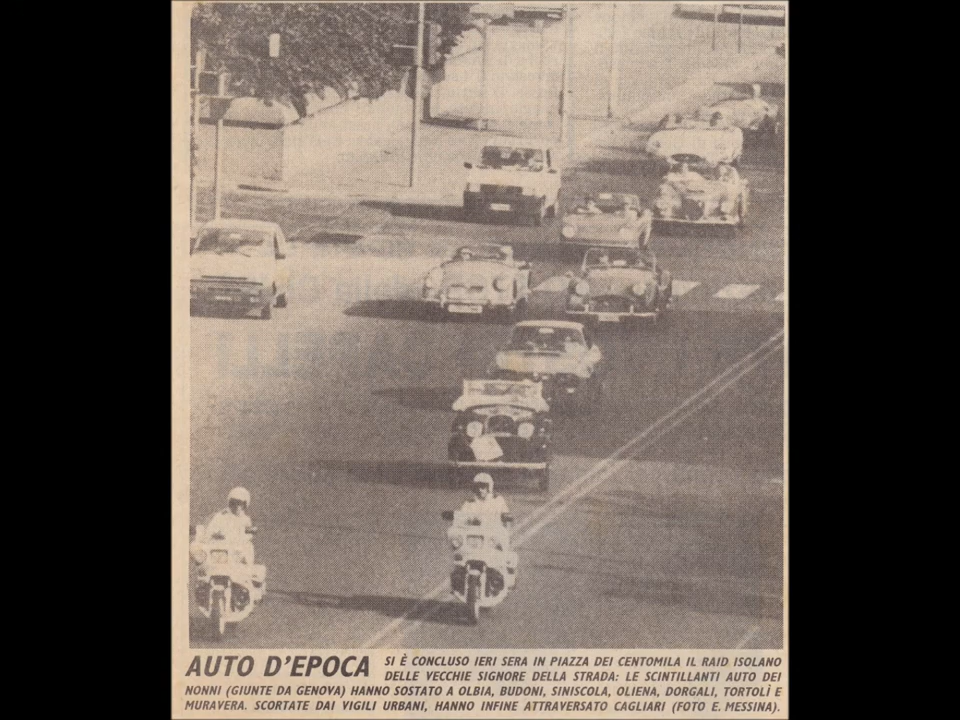 AUTO D'EPOCA SI È CONCLUSO IERI SERA IN PIAZZA DEI CENTOMILA IL RAID ISOLANO
DELLE VECCHIE SIGNORE DELLA STRADA: LE SCINTILLANTI AUTO DEI
NONNI (GIUNTE DA GENOVA) HANNO SOSTATO A OLBIA, BUDONI, SINISCOLA, OLIENA, DORGALI, TORTOLÌ E
MURAVERA. SCORTATE DAI VIGILI URBANI, HANNO INFINE ATTRAVERSATO CAGLIARI (FOTO E. MESSINA).